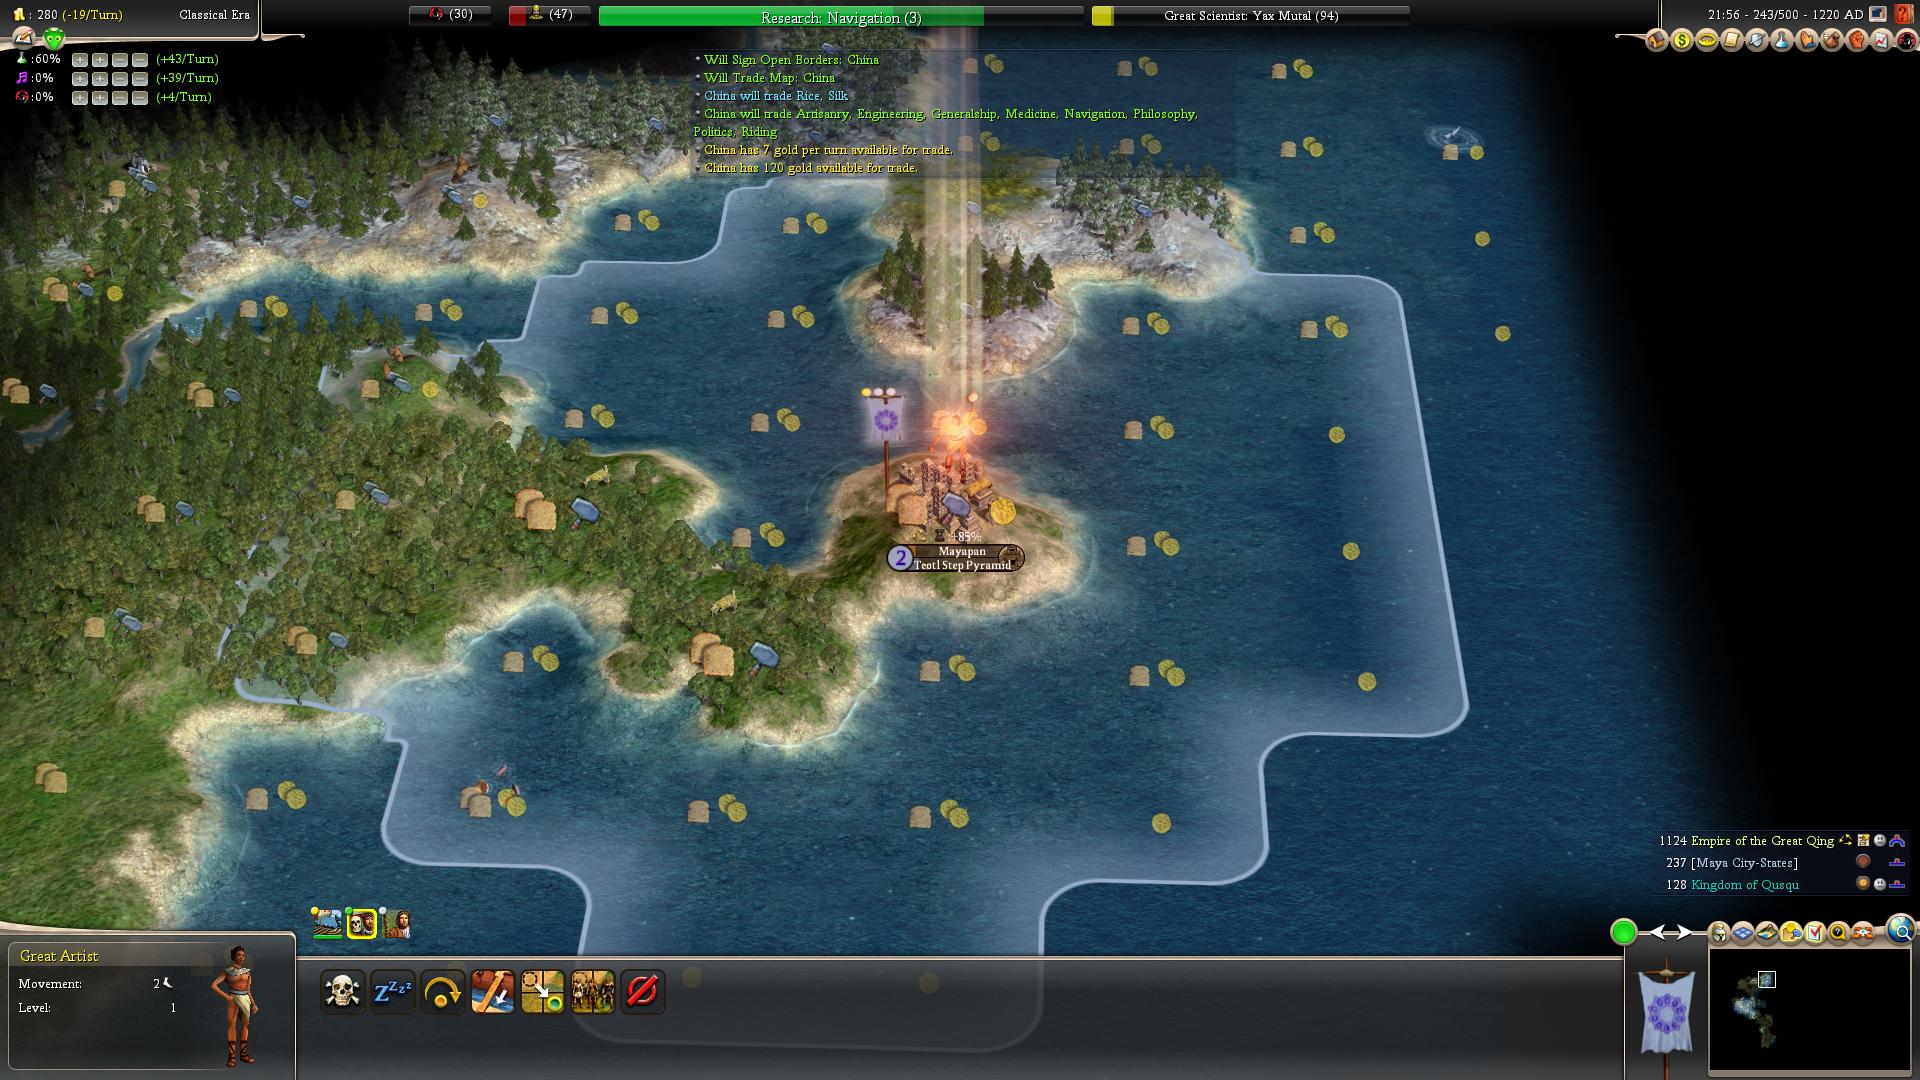 : 280 (-19/Turn)
Classical Era
(30)
(47)
Research: Navigation (3)
Great Scientist: Yax Mutal (94)
21:56 - 243/500 - 1220 AD
:60% (+43/Turn)
:0% (+39/Turn)
:0% (+4/Turn)
Will Sign Open Borders: China
Will Trade Map: China
China will trade Rice, Silk
China will trade Artisanry, Engineering, Generalship, Medicine, Navigation, Philosophy,
Politics, Riding
China has 7 gold per turn available for trade.
China has 120 gold available for trade.
:+85%
2 Mayapan
Teotl Step Pyramid
1124 Empire of the Great Qing
237 [Maya City-States]
128 Kingdom of Qusqu
Great Artist
Movement: 2
Level: 1
ZZZZ